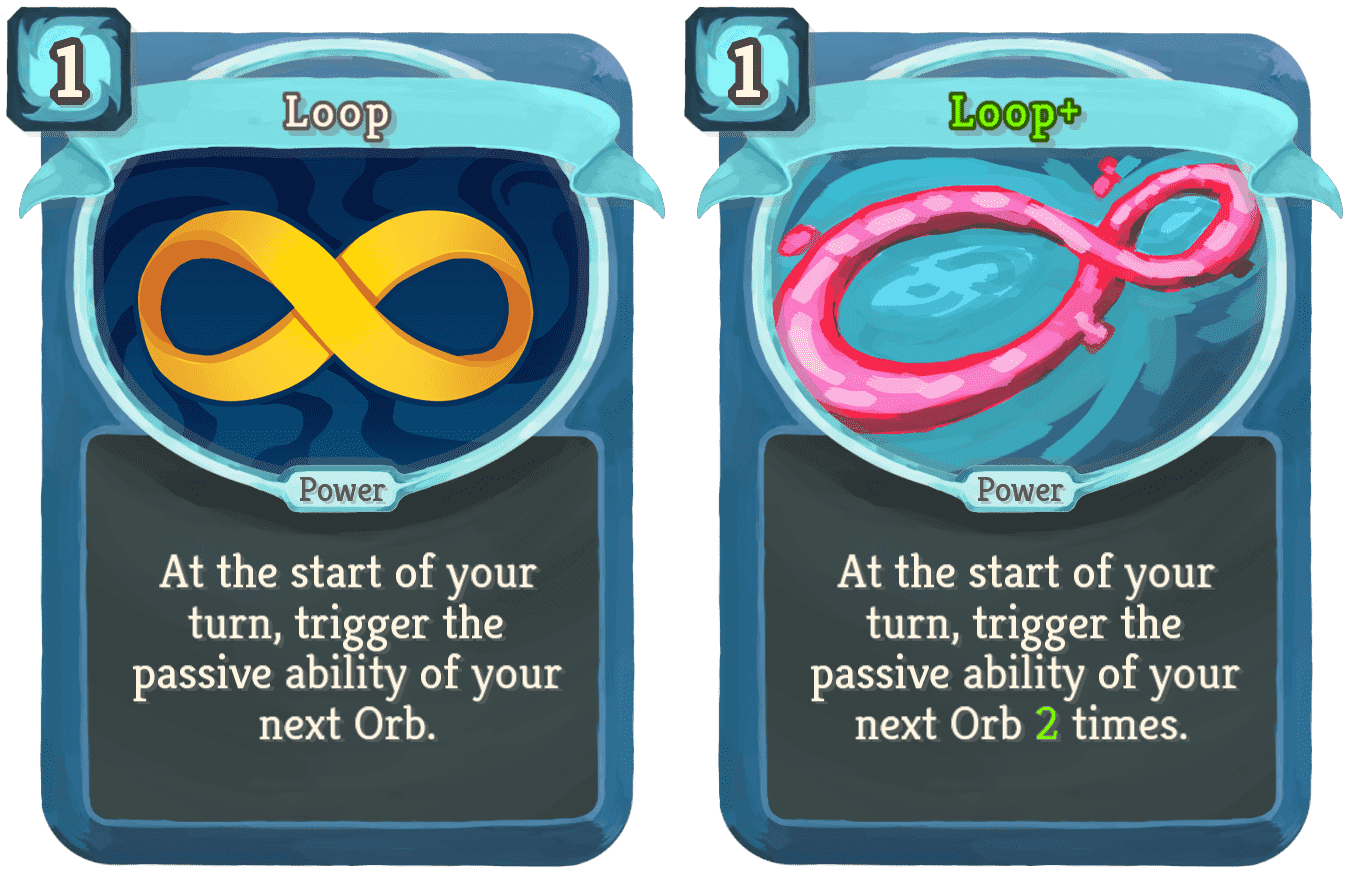 1
Loop
Power
At the start of your
turn, trigger the
passive ability of your
next Orb.
1
Loop+
Power
At the start of your
turn, trigger the
passive ability of your
next Orb 2 times.